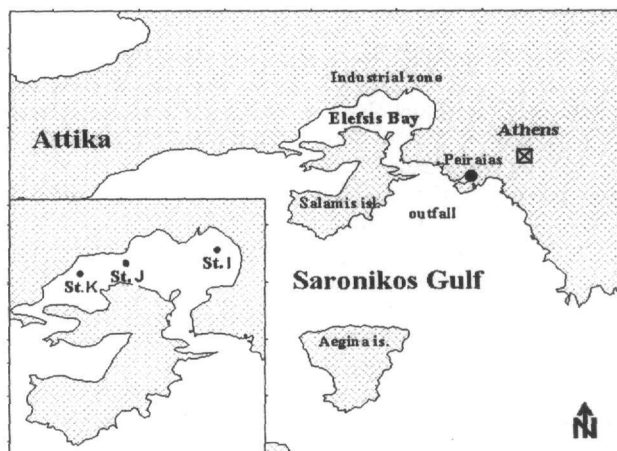 Industrial zone
Elefsis Bay
Attika
Athens
Peiraias
Salamis isl.
outfall
St. I
St. J
St. K
Saronikos Gulf
Aegina is.
N